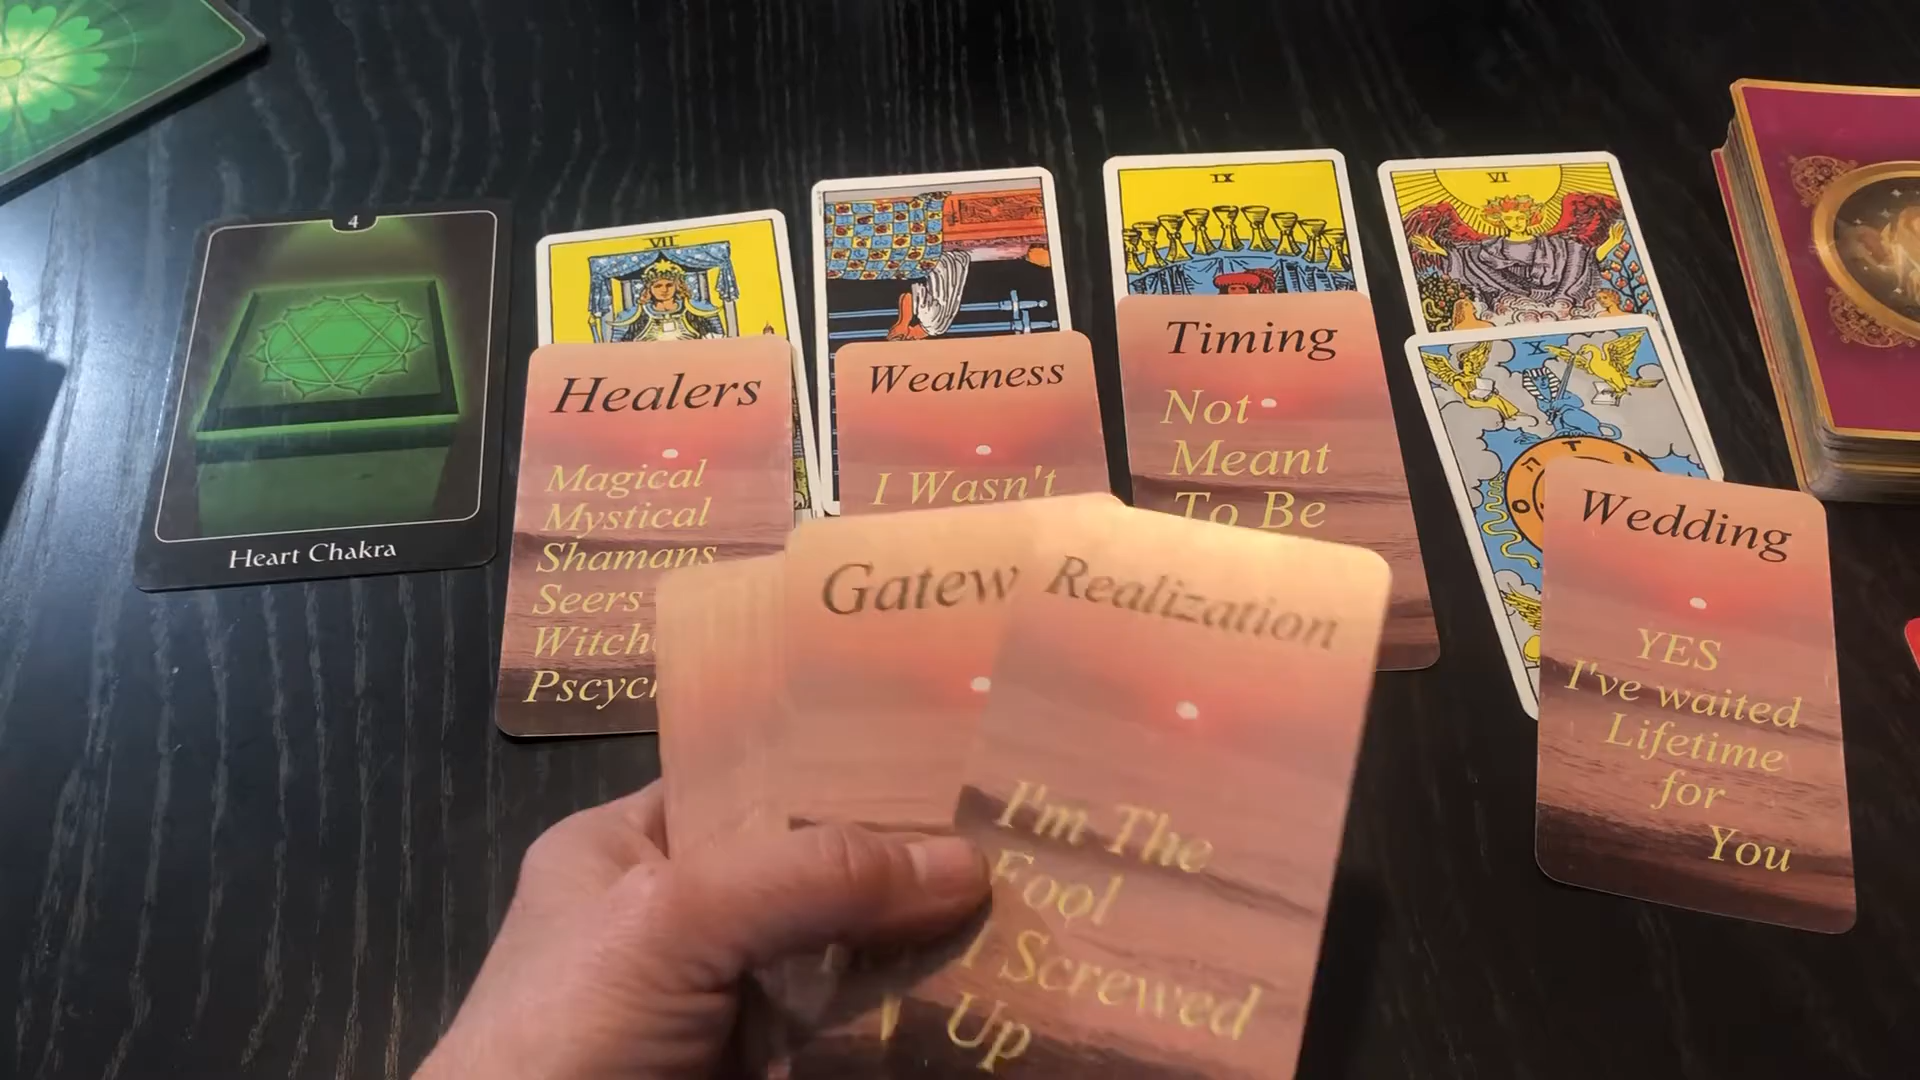 4
Heart Chakra
VII
Healers
Magical
Mystical
Shamans
Seers
Weakness
I Wasn't
IX
Timing
Not
Meant
To Be
VI
X
Wedding
YES
I've waited
Lifetime
for
You
Gatew
Realization
I'm The
Fool
I Screwed
Up